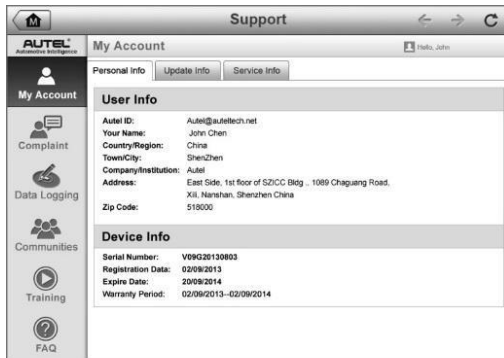 M
Support
AUTEL®
Automotive Intelligence
My Account
Hello, John
My Account
Complaint
Data Logging
Communities
Training
FAQ
Personal Info
Update Info
Service Info
User Info
Autel ID: Autel@auteltech.net
Your Name: John Chen
Country/Region: China
Town/City: ShenZhen
Company/Institution: Autel
Address: East Side, 1st floor of SZICC Bldg .. 1089 Chaguang Road,
Xili, Nanshan, Shenzhen China
Zip Code: 518000
Device Info
Serial Number: V09G20130803
Registration Data: 02/09/2013
Expire Date: 20/09/2014
Warranty Period: 02/09/2013--02/09/2014